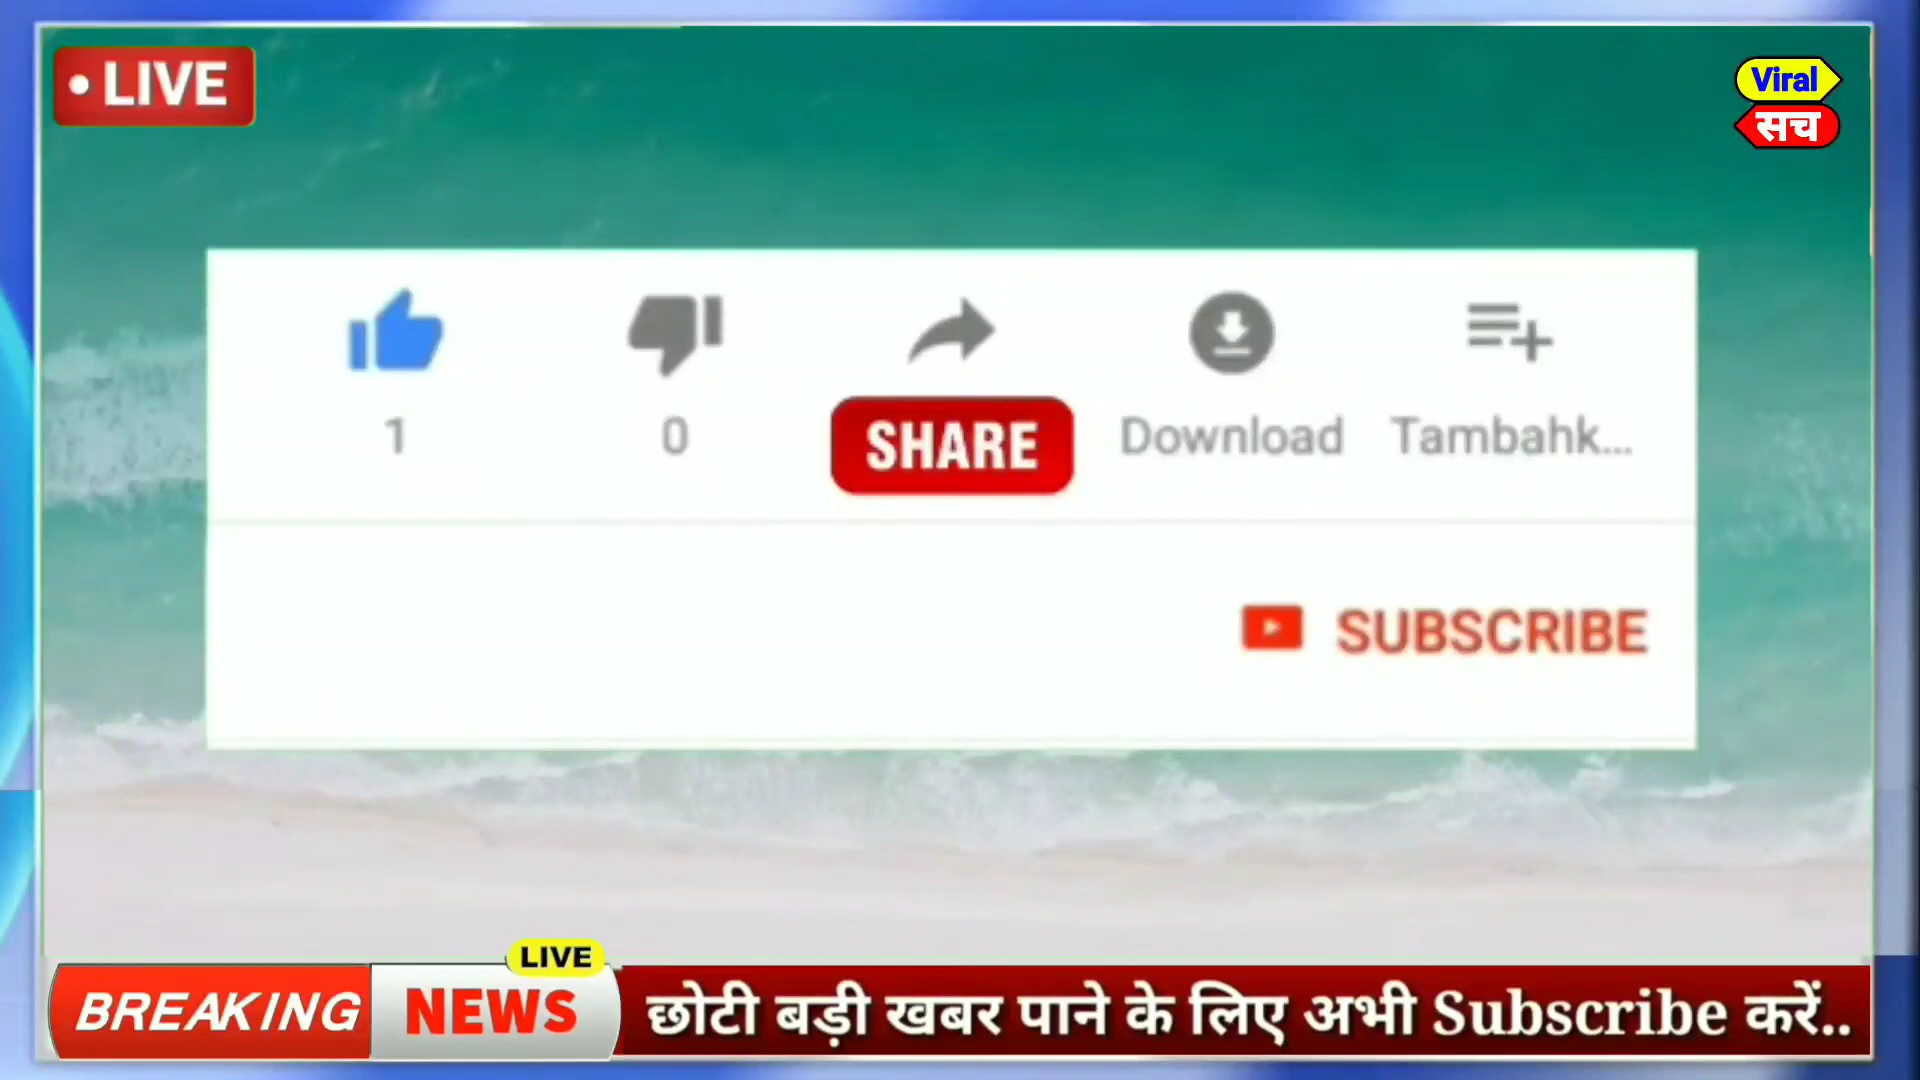 • LIVE
Viral
सच
1
0
SHARE
Download
Tambahk...
SUBSCRIBE
LIVE
BREAKING NEWS
छोटी बड़ी खबर पाने के लिए अभी Subscribe करें..